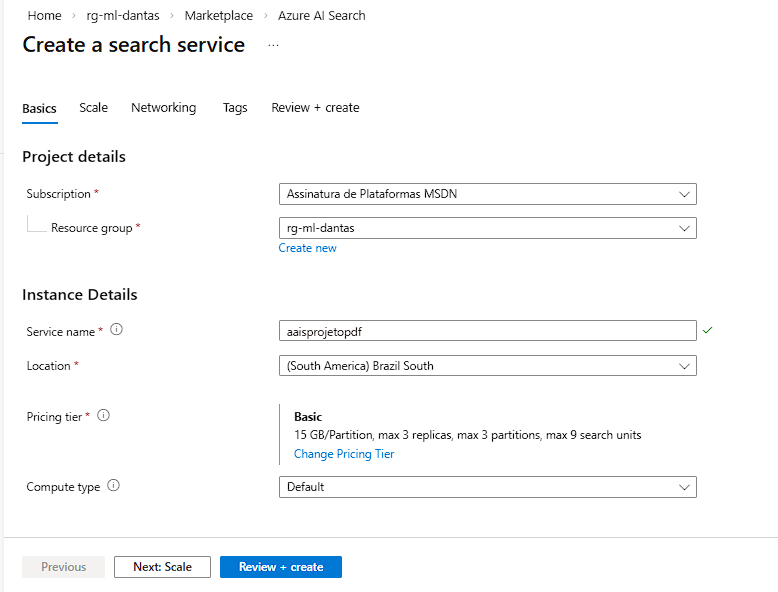 Home > rg-ml-dantas > Marketplace > Azure AI Search
Create a search service ...
Basics Scale Networking Tags Review + create
Project details
Subscription * Assinatura de Plataformas MSDN
Resource group * rg-ml-dantas
Create new
Instance Details
Service name * aaisprojetopdf
Location * (South America) Brazil South
Pricing tier * Basic
15 GB/Partition, max 3 replicas, max 3 partitions, max 9 search units
Change Pricing Tier
Compute type Default
Previous Next: Scale Review + create